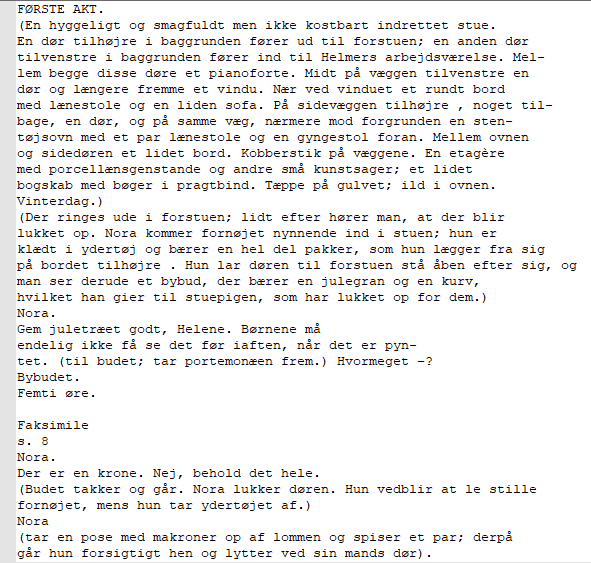 FØRSTE AKT.
(En hyggeligt og smagfuldt men ikke kostbart indrettet stue.
En dør tilhøjre i baggrunden fører ud til forstuen; en anden dør
tilvenstre i baggrunden fører ind til Helmers arbejdsværelse. Mel−
lem begge disse døre et pianoforte. Midt på væggen tilvenstre en
dør og længere fremme et vindu. Nær ved vinduet et rundt bord
med lænestole og en liden sofa. På sidevæggen tilhøjre , noget til−
bage, en dør, og på samme væg, nærmere mod forgrunden en sten−
tøjsovn med et par lænestole og en gyngestol foran. Mellem ovnen
og sidedøren et lidet bord. Kobberstik på væggene. En etagère
med porcellænsgenstande og andre små kunstsager; et lidet
bogskab med bøger i pragtbind. Tæppe på gulvet; ild i ovnen.
Vinterdag.)
(Der ringes ude i forstuen; lidt efter hører man, at der blir
lukket op. Nora kommer fornøjet nynnende ind i stuen; hun er
klædt i ydertøj og bærer en hel del pakker, som hun lægger fra sig
på bordet tilhøjre . Hun lar døren til forstuen stå åben efter sig, og
man ser derude et bybud, der bærer en julegran og en kurv,
hvilket han gier til stuepigen, som har lukket op for dem.)
Nora.
Gem juletræet godt, Helene. Børnene må
endelig ikke få se det før iaften, når det er pyn−
tet. (til budet; tar portemonæen frem.) Hvormeget −?
Bybudet.
Femti øre.

Faksimile
s. 8
Nora.
Der er en krone. Nej, behold det hele.
(Budet takker og går. Nora lukker døren. Hun vedblir at le stille
fornøjet, mens hun tar ydertøjet af.)
Nora
(tar en pose med makroner op af lommen og spiser et par; derpå
går hun forsigtigt hen og lytter ved sin mands dør).